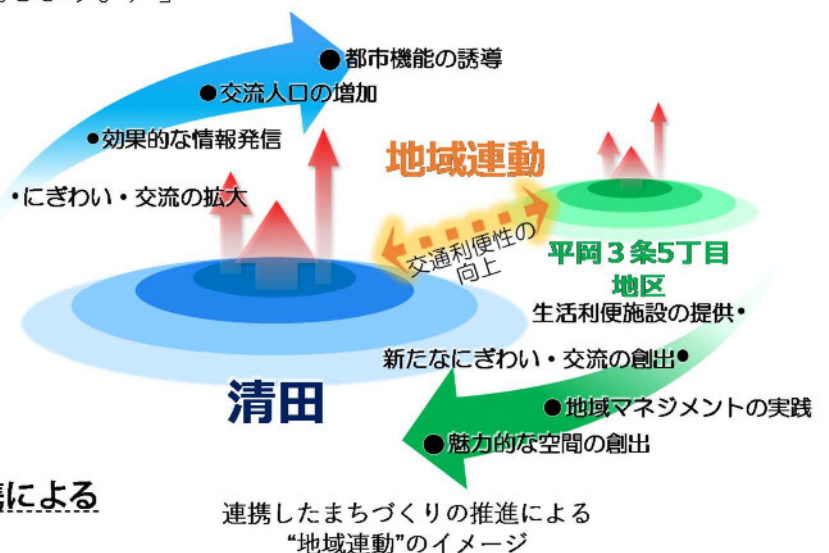 ●都市機能の誘導
●交流人口の増加
•効果的な情報発信
・にぎわい・交流の拡大
地域連動
交通利便性の
向上
平岡3条5丁目
地区
生活利便施設の提供•
新たなにぎわい・交流の創出●
清田
●地域マネジメントの実践
●魅力的な空間の創出
による
連携したまちづくりの推進による
“地域連動”のイメージ